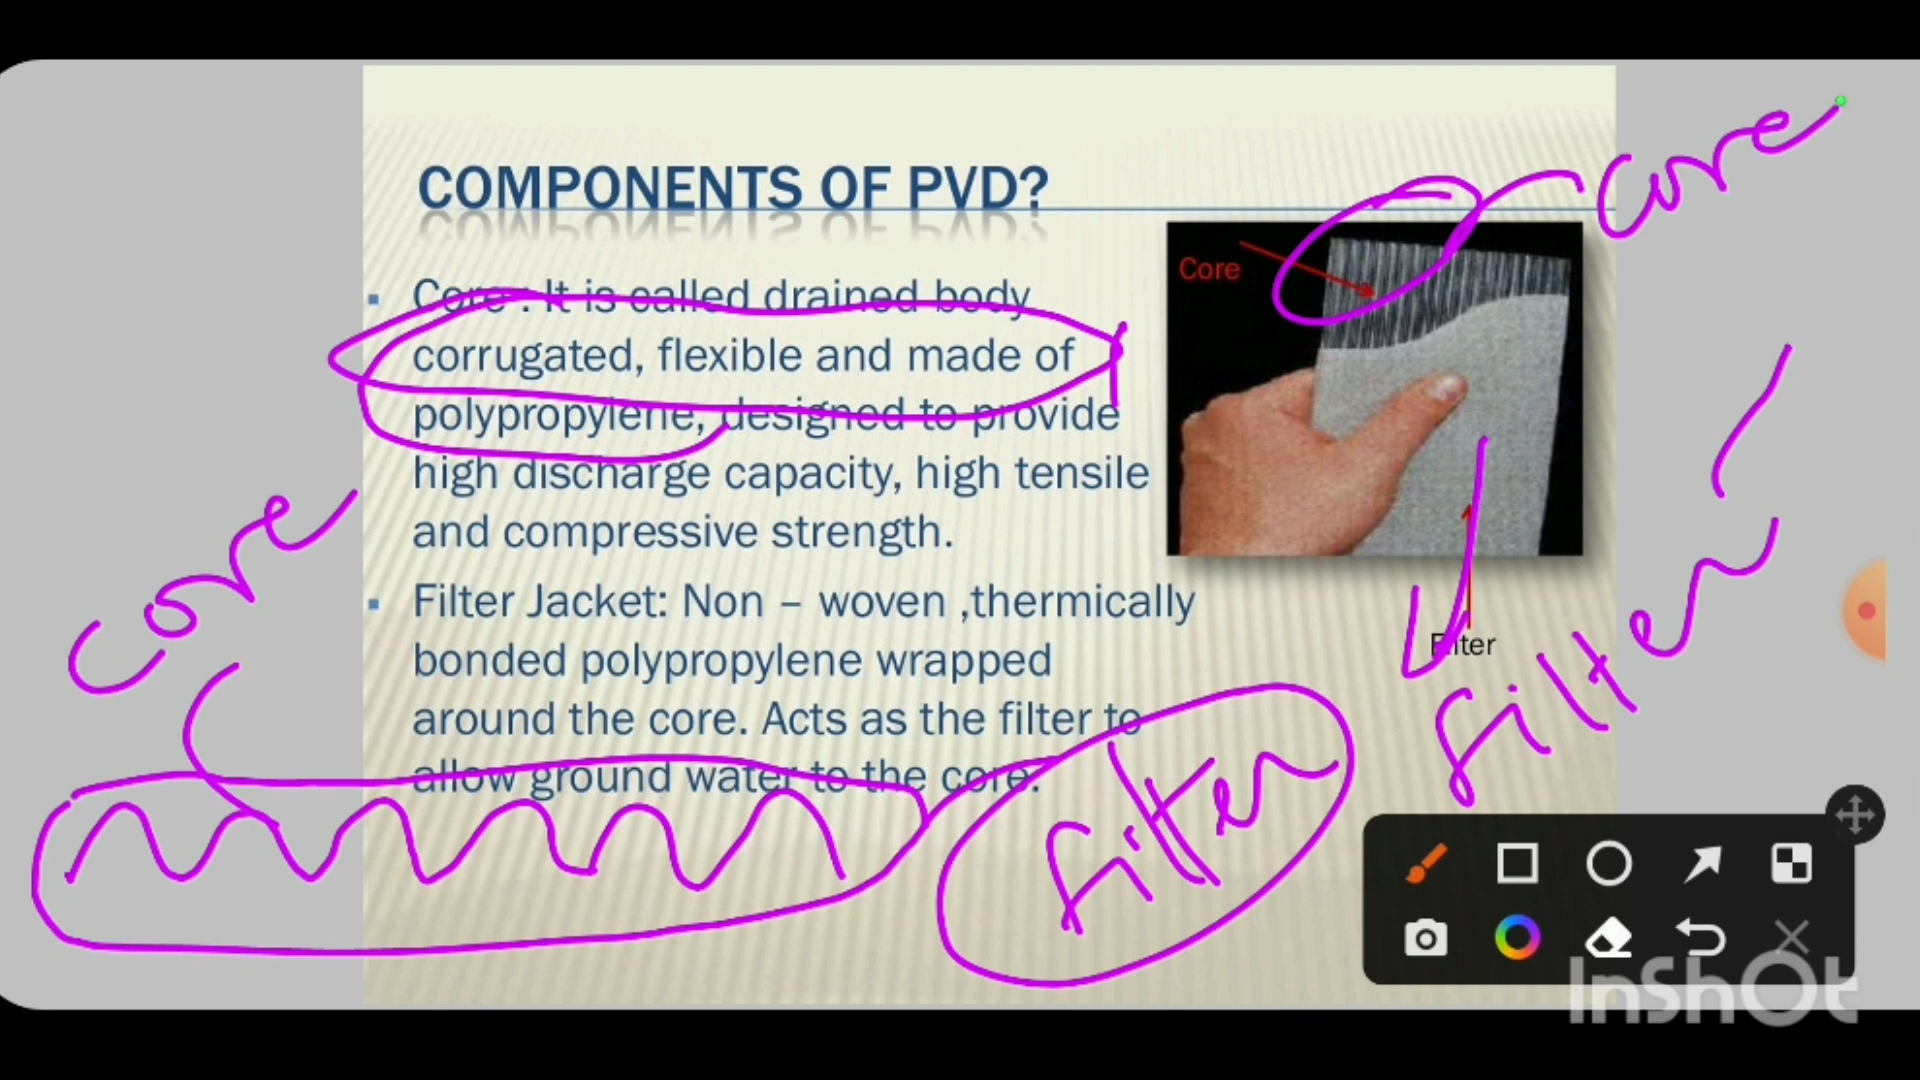 COMPONENTS OF PVD?
Core : It is called drained body
corrugated, flexible and made of
polypropylene, designed to provide
high discharge capacity, high tensile
and compressive strength.
Filter Jacket: Non – woven ,thermically
bonded polypropylene wrapped
around the core. Acts as the filter to
allow ground water to the core.
Core
Filter
Core
Core
Filter
Filter
InShOt